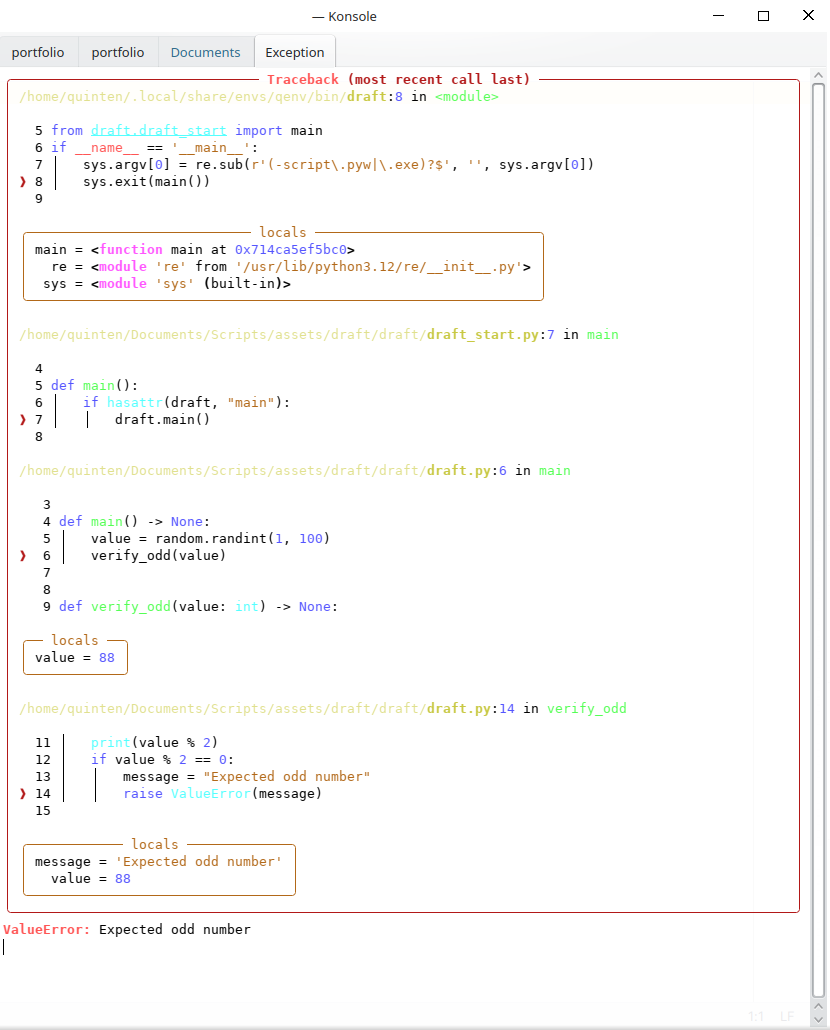 — Konsole
portfolio portfolio Documents Exception
Traceback (most recent call last)
/home/quinten/.local/share/envs/qenv/bin/draft:8 in <module>
5 from draft.draft_start import main
6 if __name__ == '__main__':
7 │   sys.argv[0] = re.sub(r'(-script\.pyw|\.exe)?$', '', sys.argv[0])
❱ 8 │   sys.exit(main())
9
locals
main = <function main at 0x714ca5ef5bc0>
re = <module 're' from '/usr/lib/python3.12/re/__init__.py'>
sys = <module 'sys' (built-in)>
/home/quinten/Documents/Scripts/assets/draft/draft/draft_start.py:7 in main
4
5 def main():
6 │   if hasattr(draft, "main"):
❱ 7 │   │   draft.main()
8
/home/quinten/Documents/Scripts/assets/draft/draft/draft.py:6 in main
3
4 def main() -> None:
5 │   value = random.randint(1, 100)
❱ 6 │   verify_odd(value)
7
8
9 def verify_odd(value: int) -> None:
locals
value = 88
/home/quinten/Documents/Scripts/assets/draft/draft/draft.py:14 in verify_odd
11 │   print(value % 2)
12 │   if value % 2 == 0:
13 │   │   message = "Expected odd number"
❱ 14 │   │   raise ValueError(message)
15
locals
message = 'Expected odd number'
value = 88
ValueError: Expected odd number
1:1 LF